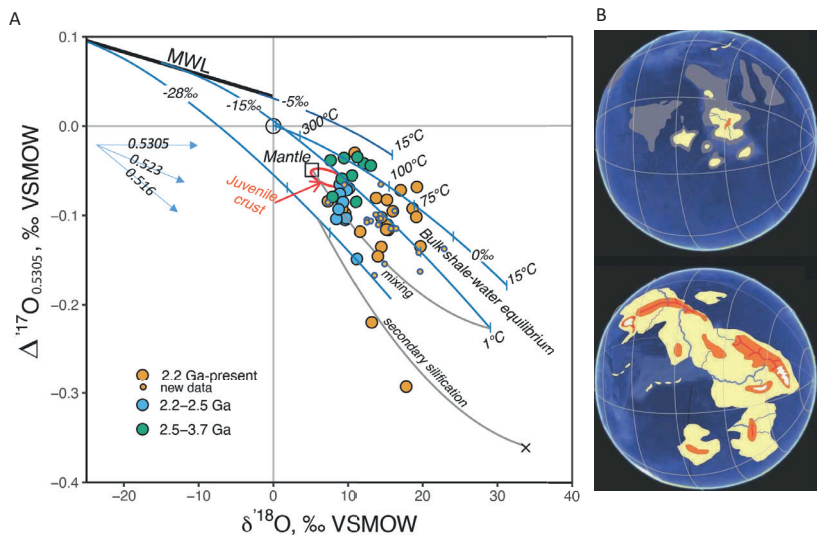 A
B
0.1
0.0
−0.1
−0.2
−0.3
−0.4
Δ'17O0.5305, ‰ VSMOW
MWL
-28‰
-15‰
-5‰
300°C
15°C
0.5305
0.523
0.516
Mantle
100°C
75°C
Juvenile
crust
Bulk shale-water equilibrium
0‰
15°C
mixing
1°C
secondary silification
2.2 Ga-present
new data
2.2–2.5 Ga
2.5–3.7 Ga
−20
−10
0
10
20
30
40
δ'18O, ‰ VSMOW